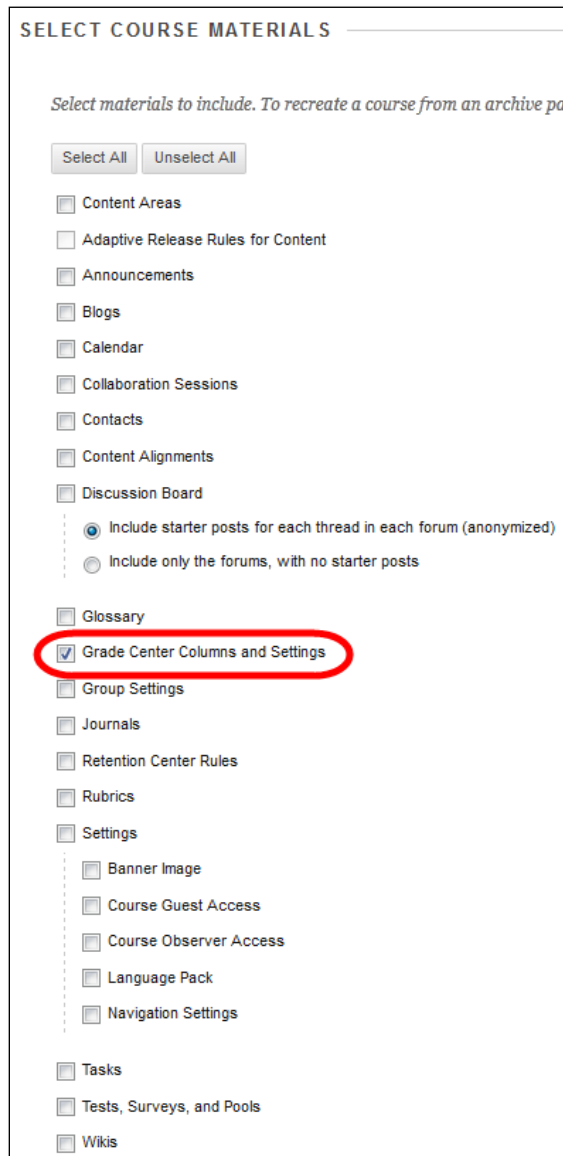 SELECT COURSE MATERIALS
Select materials to include. To recreate a course from an archive
Select All Unselect All
Content Areas
Adaptive Release Rules for Content
Announcements
Blogs
Calendar
Collaboration Sessions
Contacts
Content Alignments
Discussion Board
Include starter posts for each thread in each forum (anonymized)
Include only the forums, with no starter posts
Glossary
Grade Center Columns and Settings
Group Settings
Journals
Retention Center Rules
Rubrics
Settings
Banner Image
Course Guest Access
Course Observer Access
Language Pack
Navigation Settings
Tasks
Tests, Surveys, and Pools
Wikis